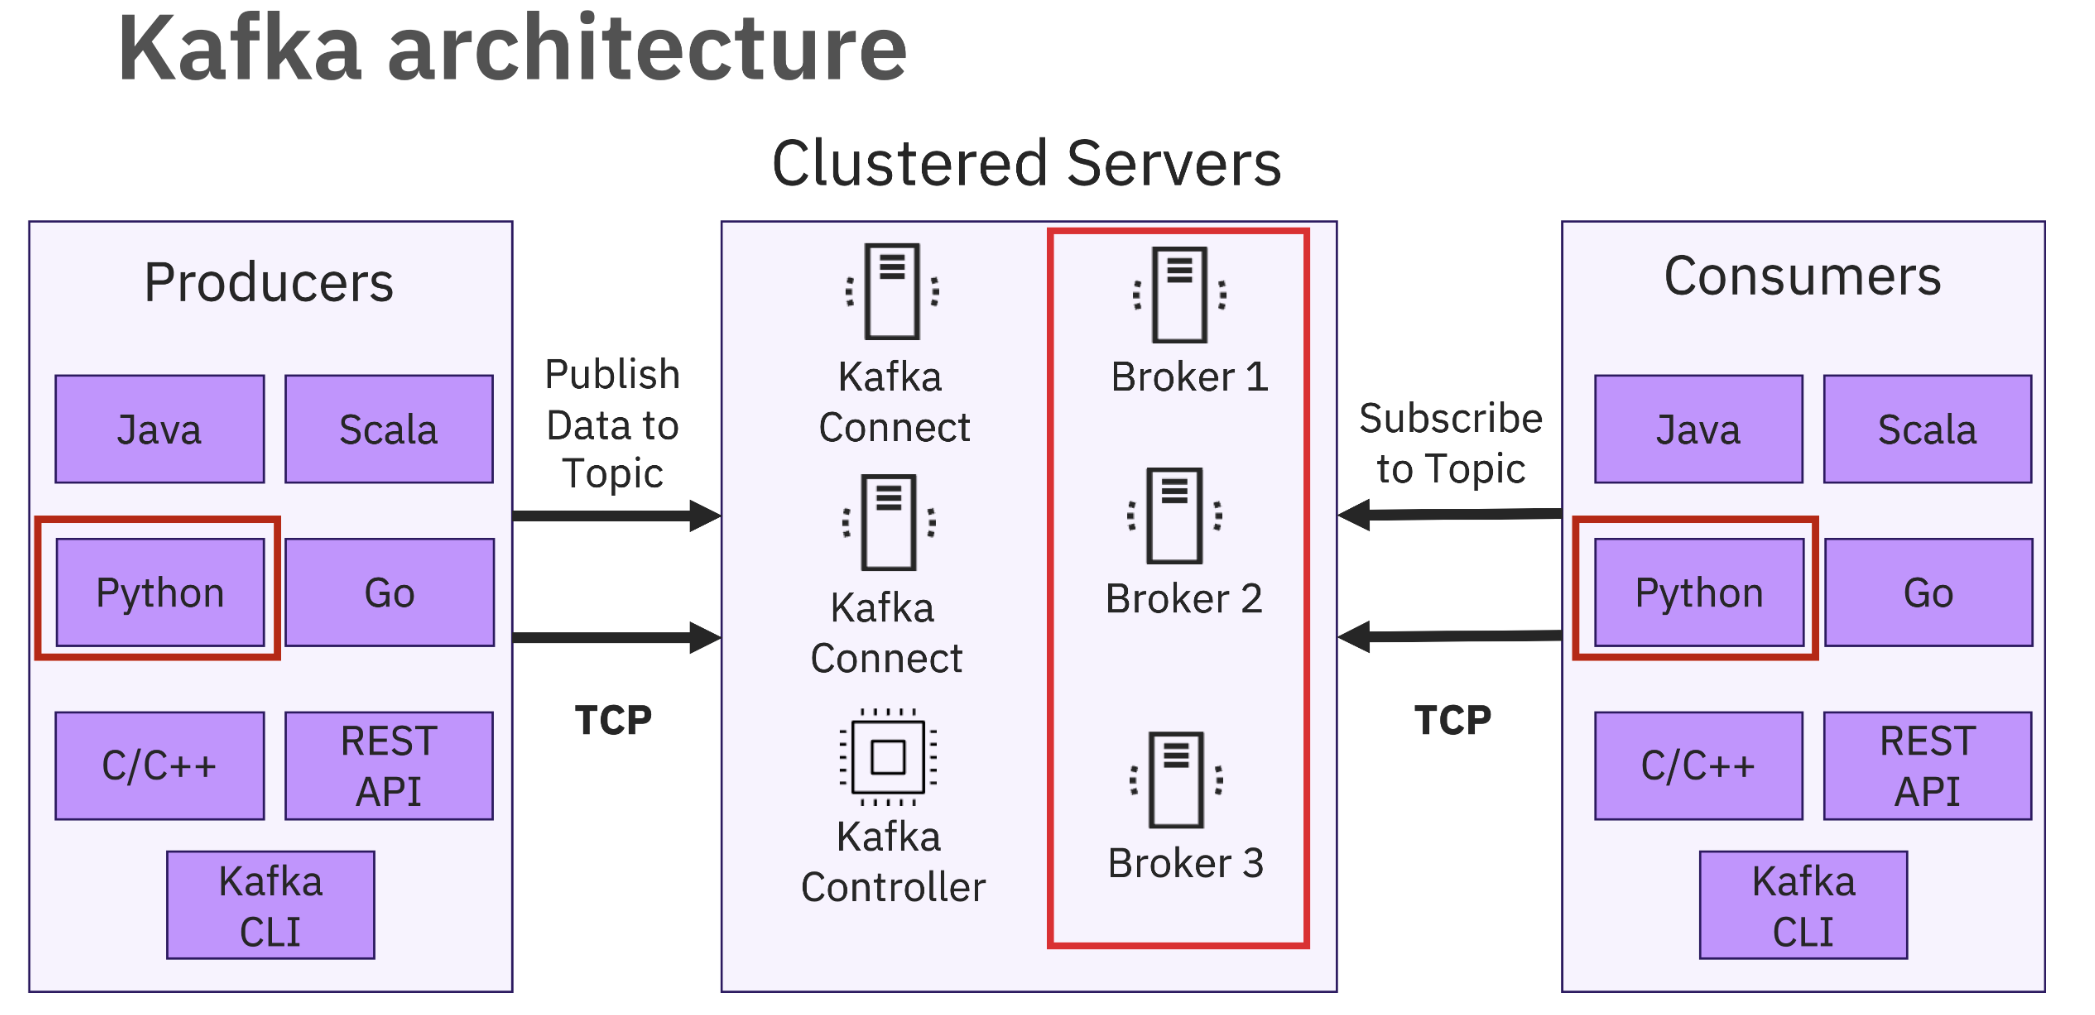 Kafka architecture
Clustered Servers
Producers
Java
Scala
Python
Go
C/C++
REST
API
Kafka
CLI
Publish
Data to
Topic
TCP
Kafka
Connect
Kafka
Connect
Kafka
Controller
Broker 1
Broker 2
Broker 3
Subscribe
to Topic
TCP
Consumers
Java
Scala
Python
Go
C/C++
REST
API
Kafka
CLI